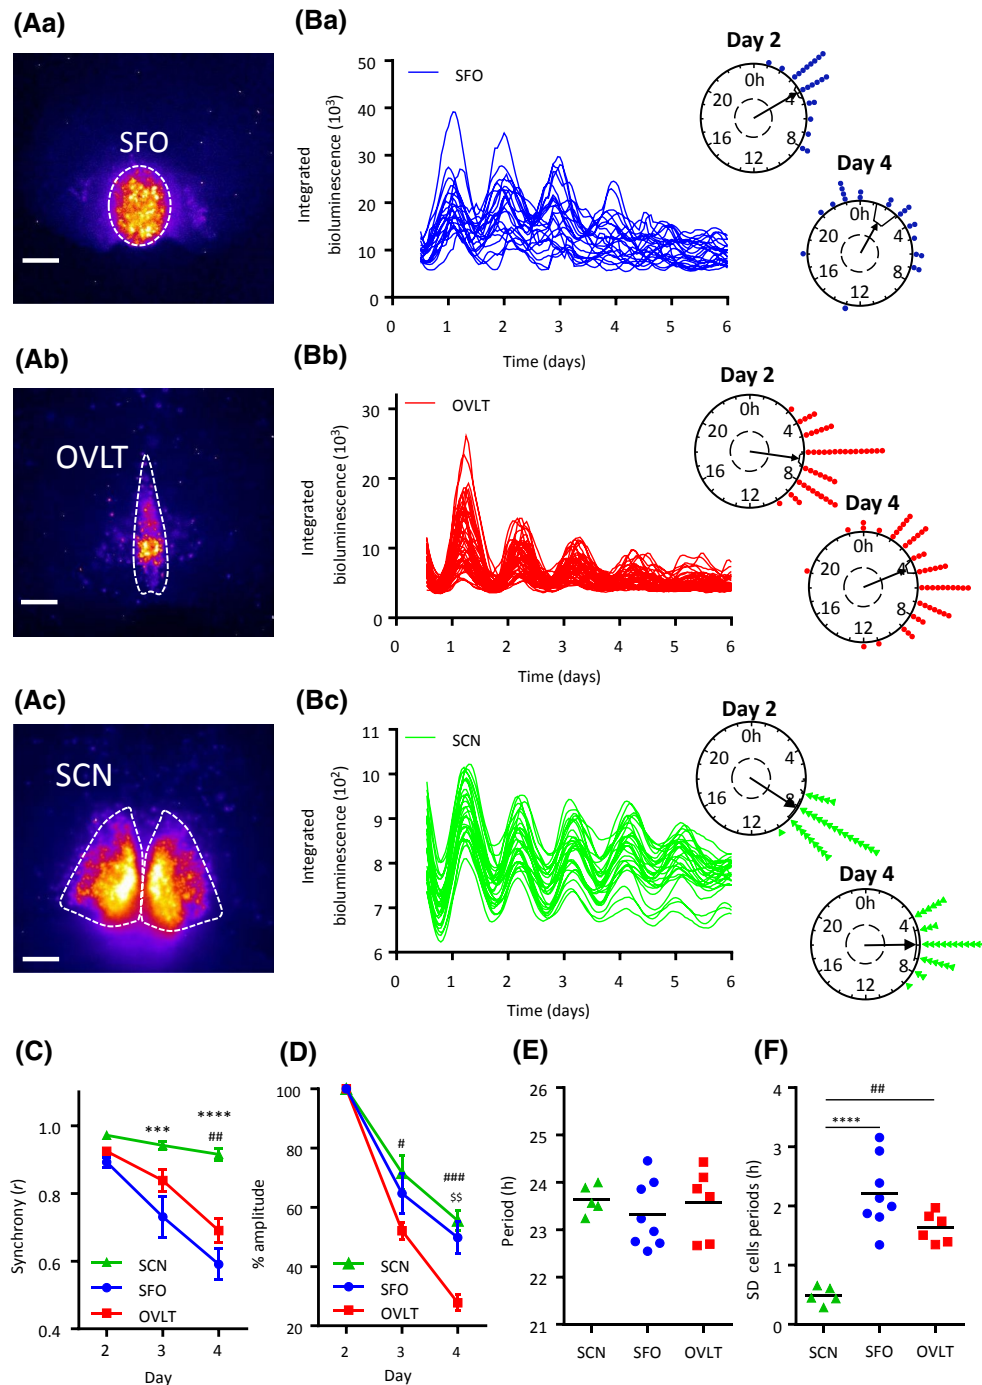 (Aa)
SFO
(Ba)
50
40
30
20
10
0
Integrated
bioluminescence (10³)
SFO
0 1 2 3 4 5 6
Time (days)
Day 2
0h
4
8
12
16
20
Day 4
0h
4
8
12
16
20
(Ab)
OVLT
(Bb)
30
20
10
0
Integrated
bioluminescence (10³)
OVLT
0 1 2 3 4 5 6
Time (days)
Day 2
0h
4
8
12
16
20
Day 4
0h
4
8
12
16
20
(Ac)
SCN
(Bc)
11
10
9
8
7
6
Integrated
bioluminescence (10²)
SCN
0 1 2 3 4 5 6
Time (days)
Day 2
0h
4
8
12
16
20
Day 4
0h
4
8
12
16
20
(C)
1.0
0.8
0.6
0.4
Synchrony (r)
***
****
##
SCN
SFO
OVLT
2 3 4
Day
(D)
100
80
60
40
20
% amplitude
#
###
$$
SCN
SFO
OVLT
2 3 4
Day
(E)
26
25
24
23
22
21
Period (h)
SCN SFO OVLT
(F)
4
3
2
1
0
SD cells periods (h)
##
****
SCN SFO OVLT